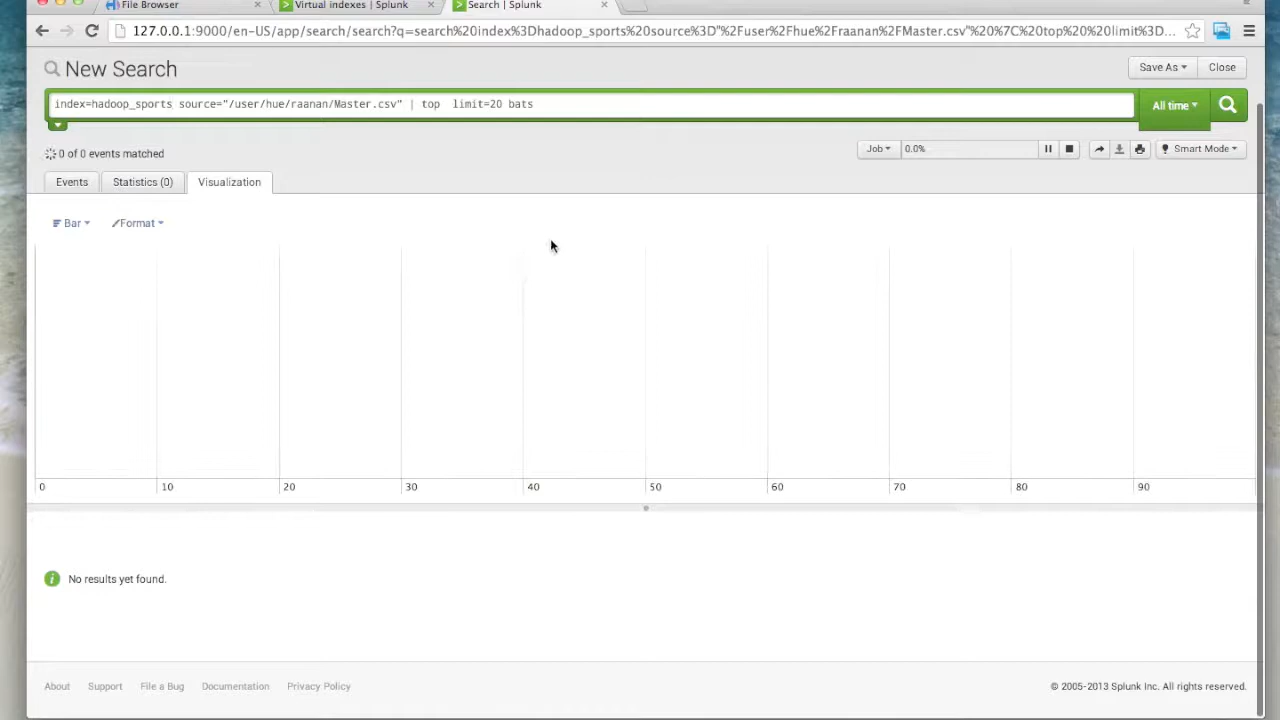 File Browser
Virtual indexes | Splunk
Search | Splunk
127.0.0.1:9000/en-US/app/search/search?q=search%20index%3Dhadoop_sports%20source%3D"%2Fuser%2Fhue%2Fraanan%2FMaster.csv"%20%7C%20top%20%20limit%3D...
New Search
Save As
Close
index=hadoop_sports source="/user/hue/raanan/Master.csv" | top  limit=20 bats
All time
0 of 0 events matched
Job
0.0%
Smart Mode
Events
Statistics (0)
Visualization
Bar
Format
0 10 20 30 40 50 60 70 80 90
No results yet found.
About
Support
File a Bug
Documentation
Privacy Policy
© 2005-2013 Splunk Inc. All rights reserved.